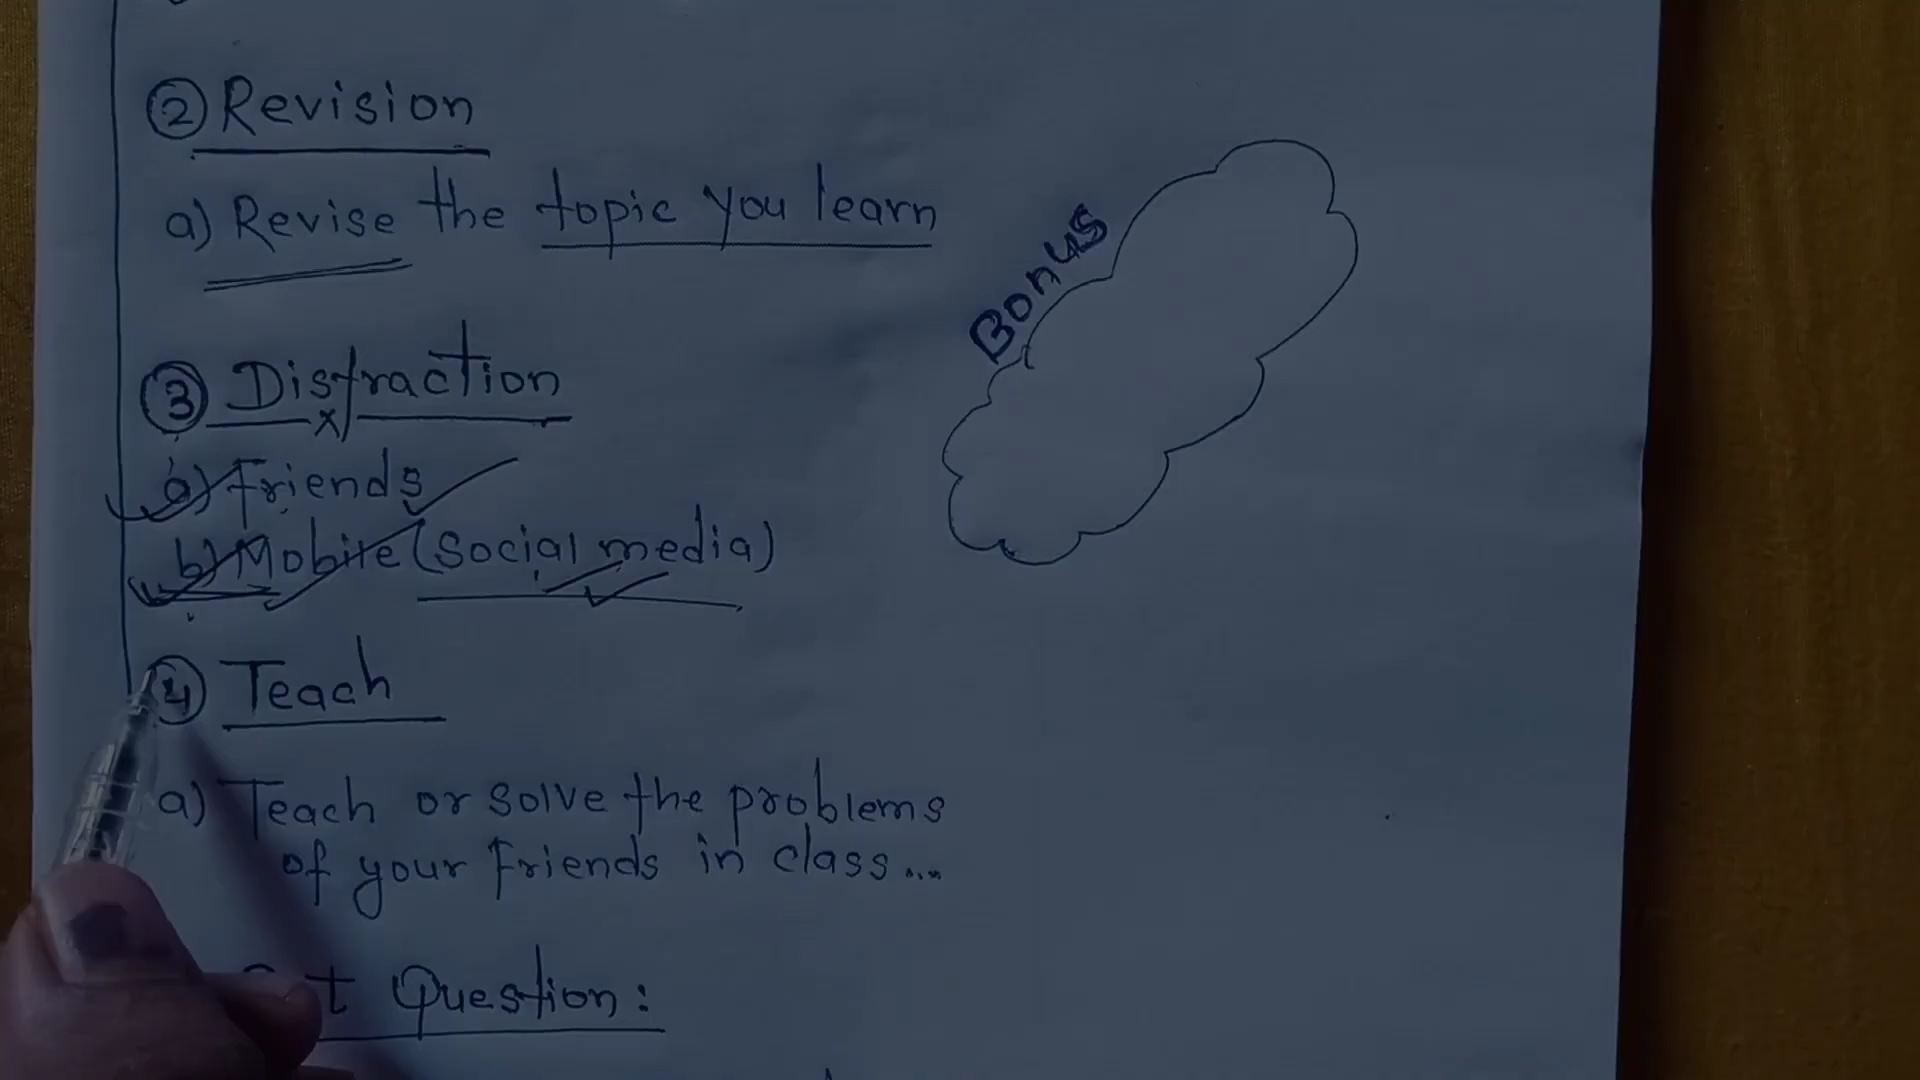 ② Revision
a) Revise the topic you learn
Bonus
③ Distraction
a) Friends
b) Mobile (social media)
④ Teach
a) Teach or solve the problems
of your Friends in class...
Question: